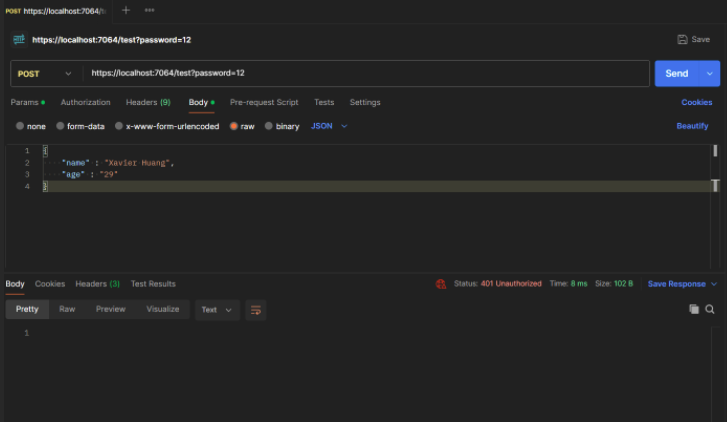 POST https://localhost:7064/t
https://localhost:7064/test?password=12
Save
POST https://localhost:7064/test?password=12 Send
Params Authorization Headers (9) Body Pre-request Script Tests Settings Cookies
none form-data x-www-form-urlencoded raw binary JSON Beautify
1 {
2 "name" : "Xavier Huang",
3 "age" : "29"
4 }
Body Cookies Headers (3) Test Results Status: 401 Unauthorized Time: 8 ms Size: 102 B Save Response
Pretty Raw Preview Visualize Text
1